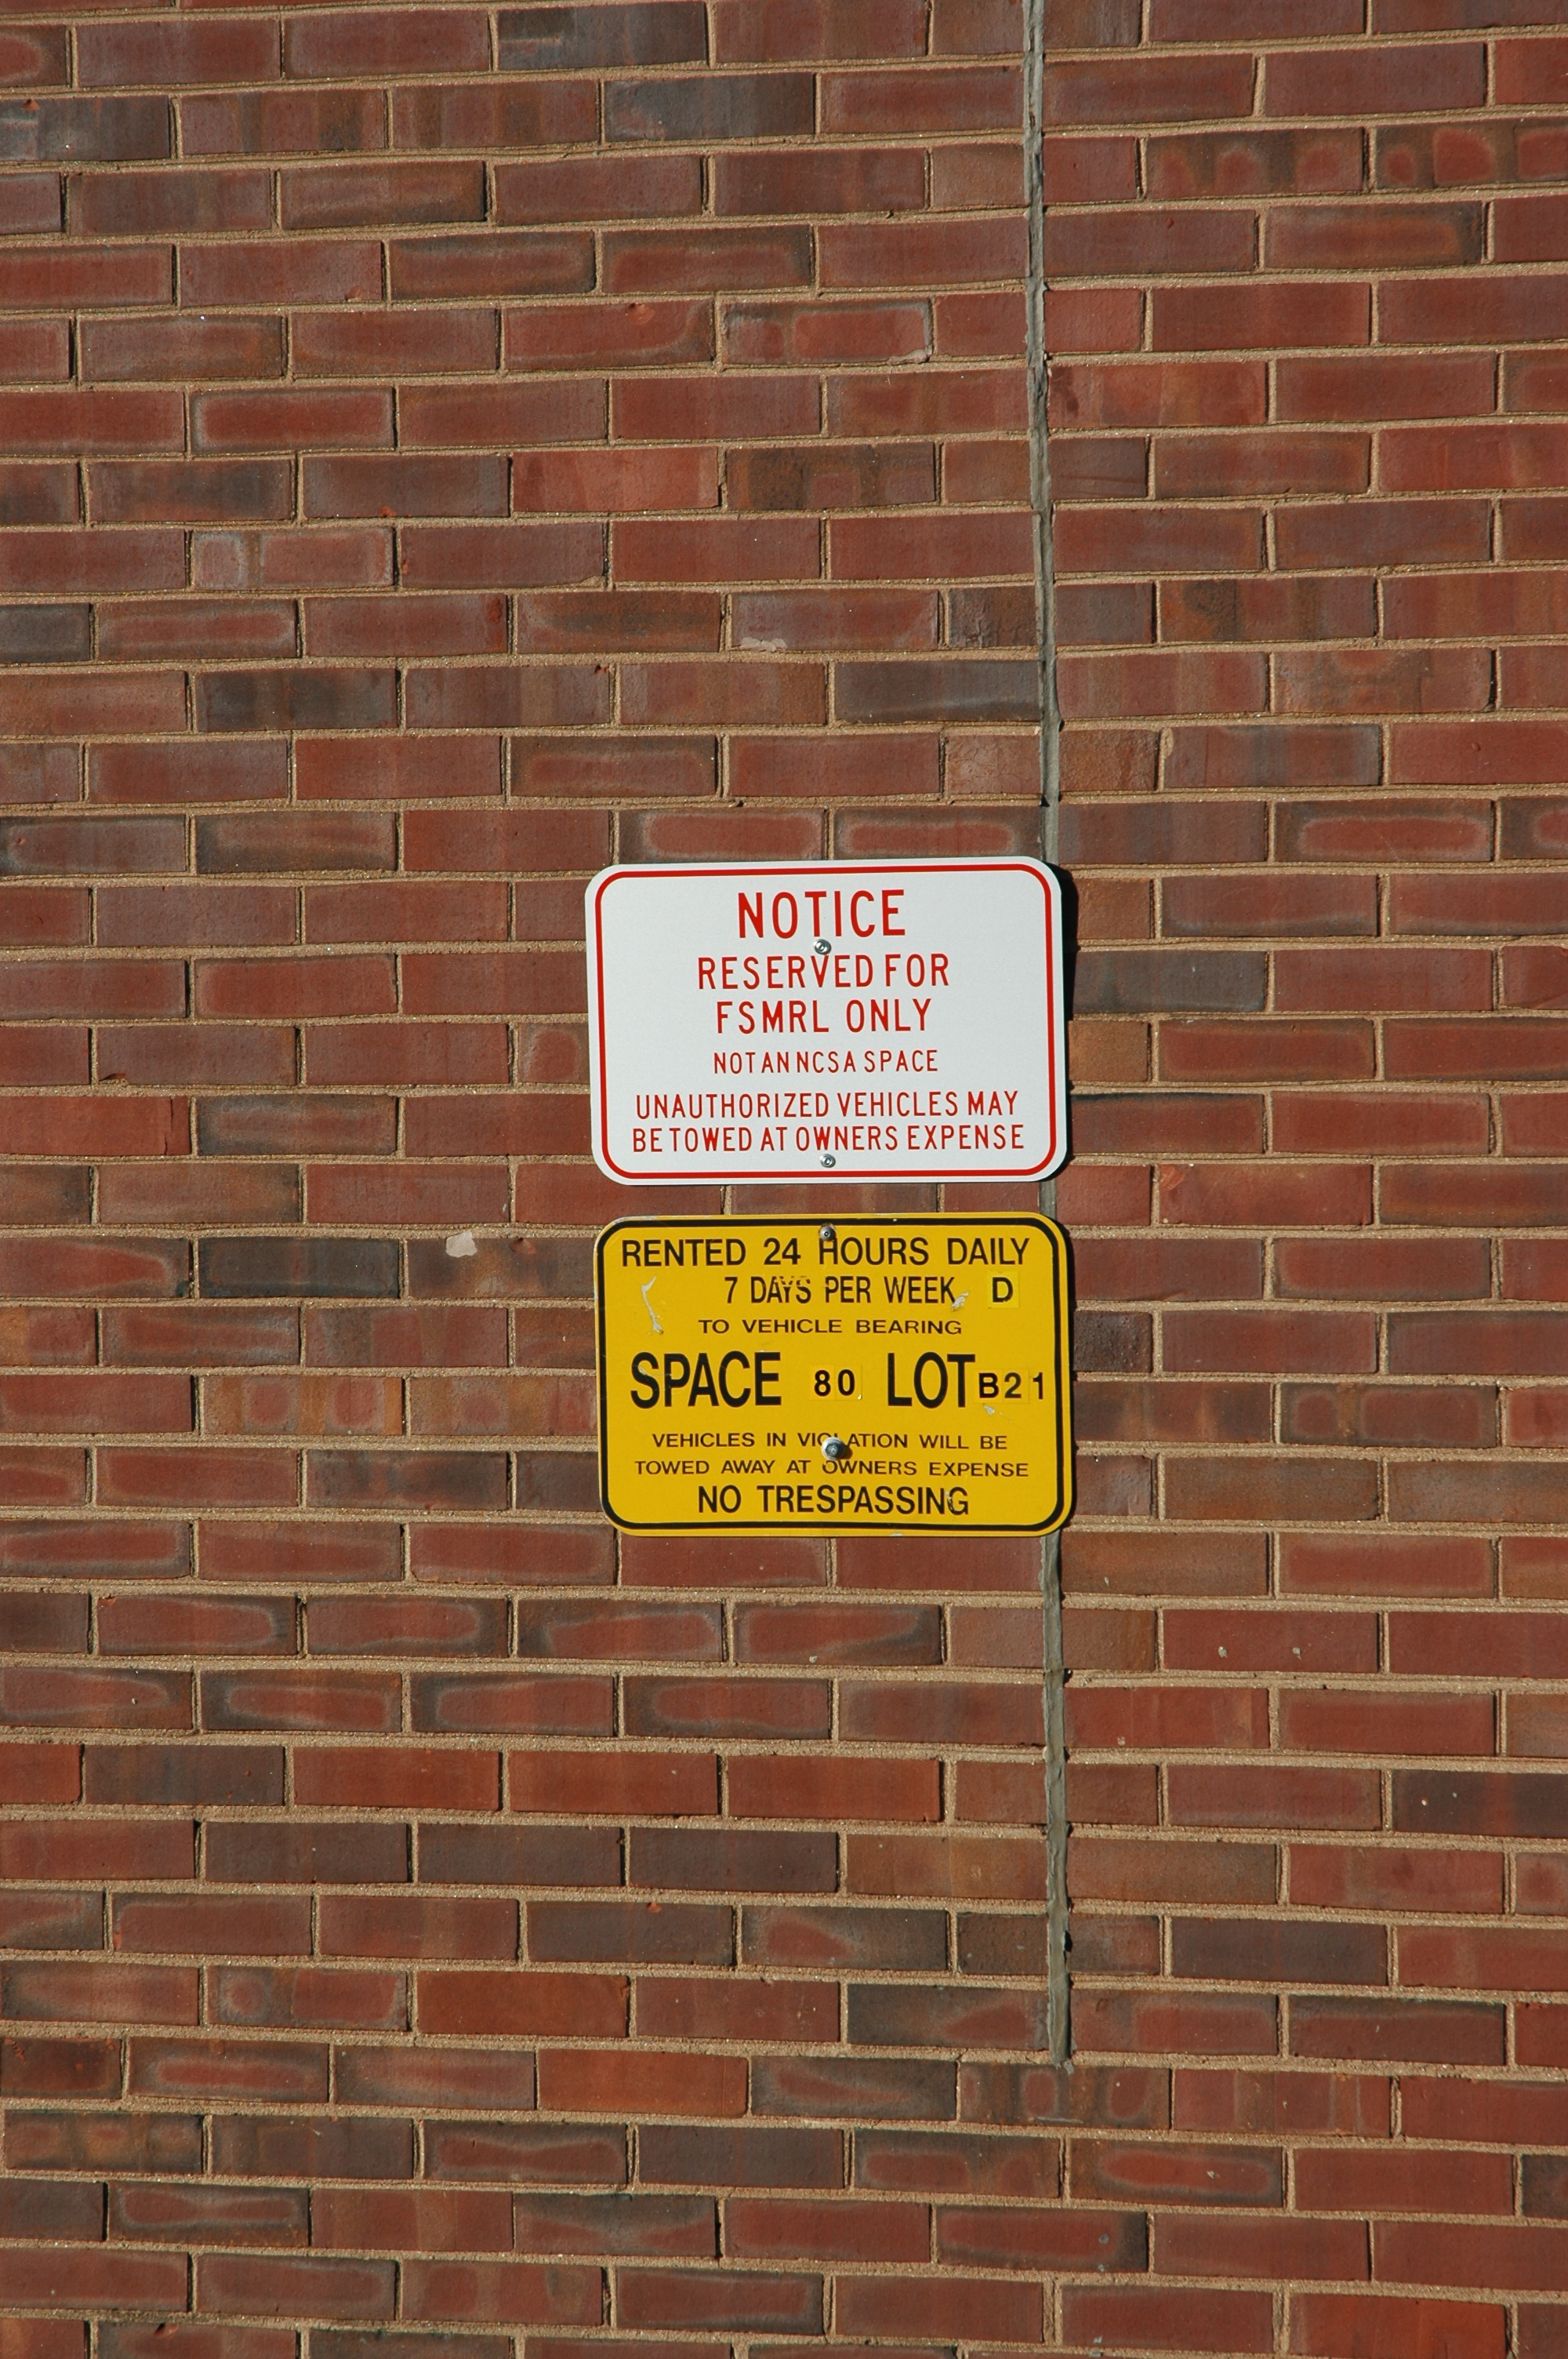 NOTICE
RESERVED FOR
FSMRL ONLY
NOT AN NCSA SPACE
UNAUTHORIZED VEHICLES MAY
BE TOWED AT OWNERS EXPENSE
RENTED 24 HOURS DAILY
7 DAYS PER WEEK D
TO VEHICLE BEARING
SPACE 80 LOT B21
VEHICLES IN VIOLATION WILL BE
TOWED AWAY AT OWNERS EXPENSE
NO TRESPASSING